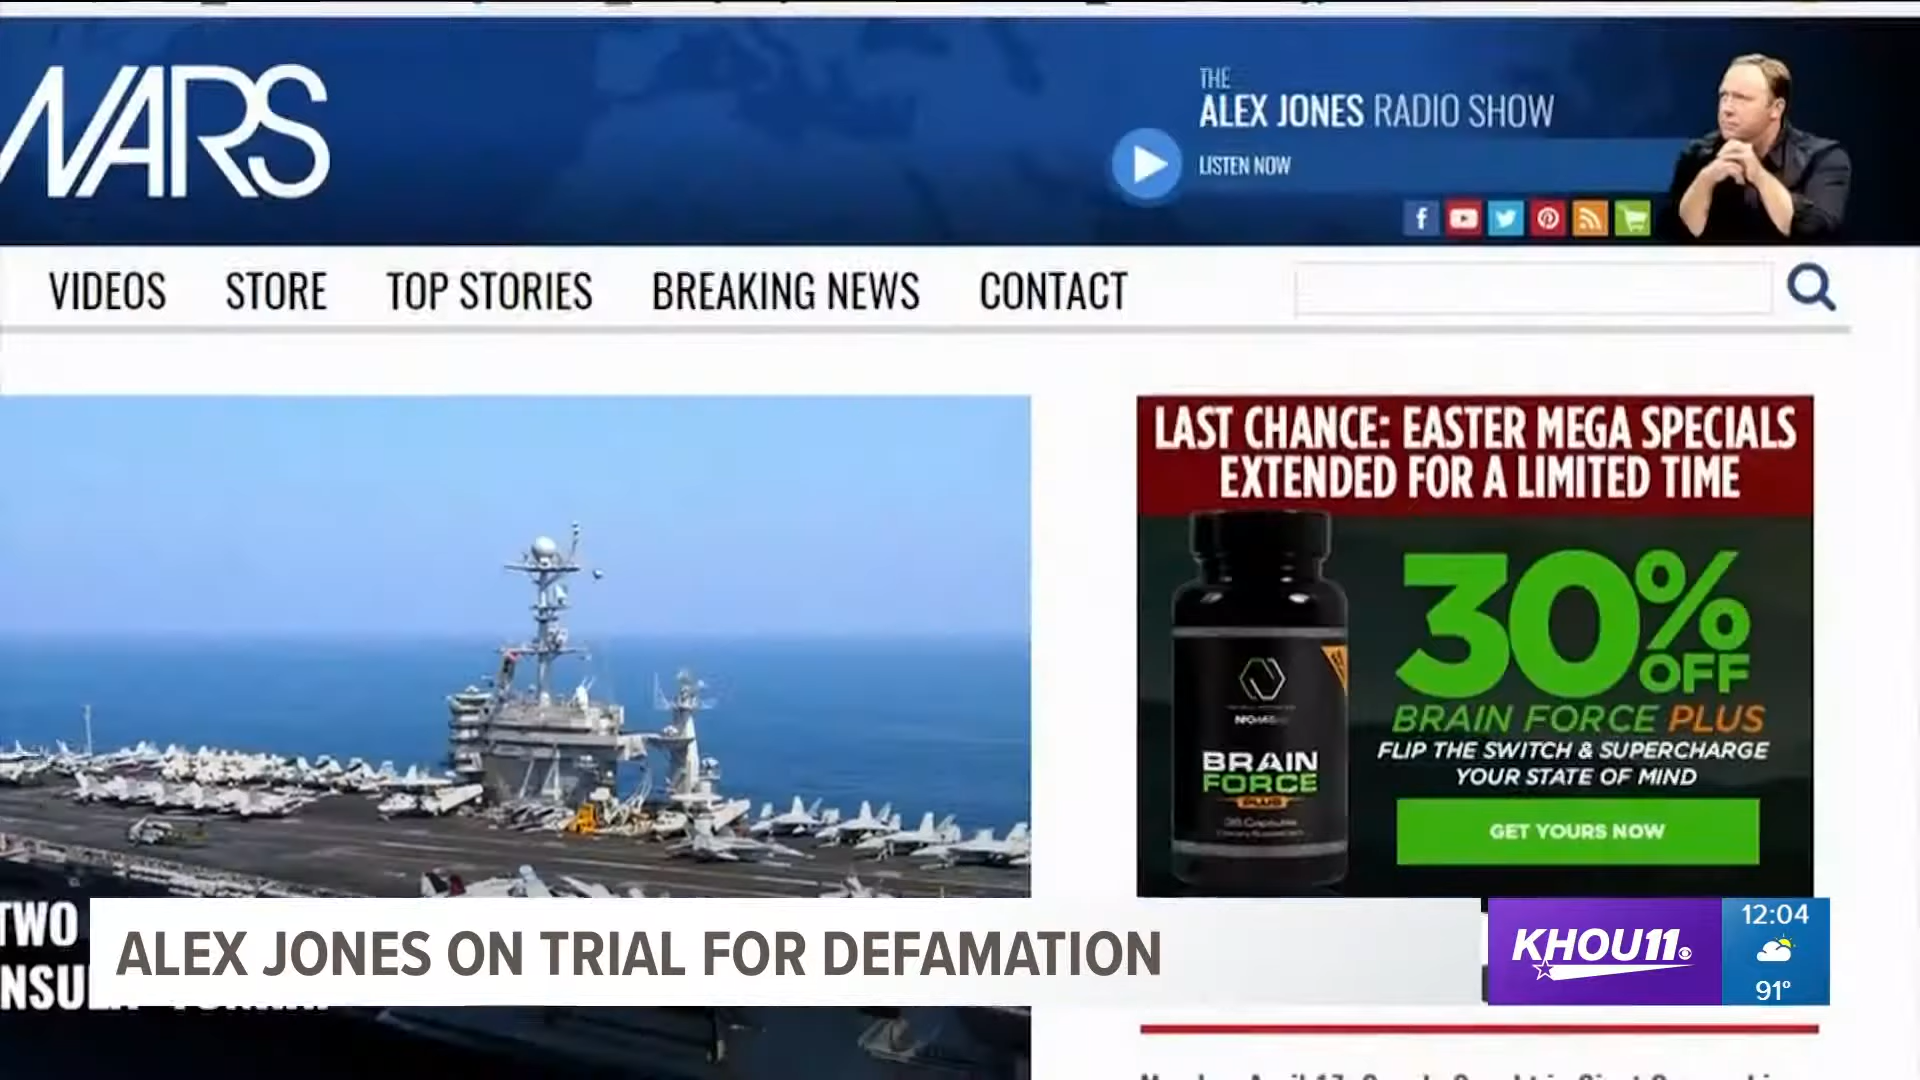 WARS
THE
ALEX JONES RADIO SHOW
LISTEN NOW
VIDEOS STORE TOP STORIES BREAKING NEWS CONTACT
LAST CHANCE: EASTER MEGA SPECIALS
EXTENDED FOR A LIMITED TIME
30%
OFF
BRAIN FORCE PLUS
FLIP THE SWITCH & SUPERCHARGE
YOUR STATE OF MIND
GET YOURS NOW
BRAIN
FORCE
PLUS
TWO
ALEX JONES ON TRIAL FOR DEFAMATION
KHOU11
12:04
91°